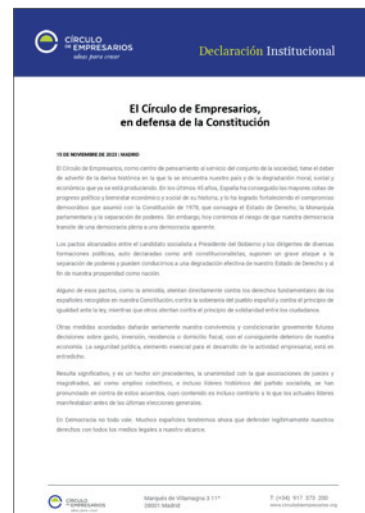 CÍRCULO
DE EMPRESARIOS
ideas para crecer
Declaración Institucional
El Círculo de Empresarios,
en defensa de la Constitución
15 DE NOVIEMBRE DE 2023 | MADRID
El Círculo de Empresarios, como centro de pensamiento al servicio del conjunto de la sociedad, tiene el deber
de advertir de la deriva histórica en la que la se encuentra nuestro país y de la degradación moral, social y
económica que ya se está produciendo. En los últimos 45 años, España ha conseguido las mayores cotas de
progreso político y bienestar económico y social de su historia, y lo ha logrado fortaleciendo el compromiso
democrático que asumió con la Constitución de 1978, que consagra el Estado de Derecho, la Monarquía
parlamentaria y la separación de poderes. Sin embargo, hoy corremos el riesgo de que nuestra democracia
transite de una democracia plena a una democracia aparente.
Los pactos alcanzados entre el candidato socialista a Presidente del Gobierno y los dirigentes de diversas
formaciones políticas, auto declaradas como anti constitucionalistas, suponen un grave ataque a la
separación de poderes y pueden conducirnos a una degradación efectiva de nuestro Estado de Derecho y al
fin de nuestra prosperidad como nación.
Alguno de esos pactos, como la amnistía, atentan directamente contra los derechos fundamentales de los
españoles recogidos en nuestra Constitución, contra la soberanía del pueblo español y contra el principio de
igualdad ante la ley, mientras que otros atentan contra el principio de solidaridad entre los ciudadanos.
Otras medidas acordadas dañarán seriamente nuestra convivencia y condicionarán gravemente futuras
decisiones sobre gasto, inversión, residencia o domicilio fiscal, con el consiguiente deterioro de nuestra
economía. La seguridad jurídica, elemento esencial para el desarrollo de la actividad empresarial, está en
entredicho.
Resulta significativo, y es un hecho sin precedentes, la unanimidad con la que asociaciones de jueces y
magistrados, así como amplios colectivos, e incluso líderes históricos del partido socialista, se han
pronunciado en contra de estos acuerdos, cuyo contenido es incluso contrario a lo que los actuales líderes
manifestaban antes de las últimas elecciones generales.
En Democracia no todo vale. Muchos españoles tendremos ahora que defender legítimamente nuestros
derechos con todos los medios legales a nuestro alcance.
CÍRCULO
DE EMPRESARIOS
ideas para crecer
Marqués de Villamagna 3 11ª
28001 Madrid
T: (+34) 917 373 200
www.circulodeempresarios.org